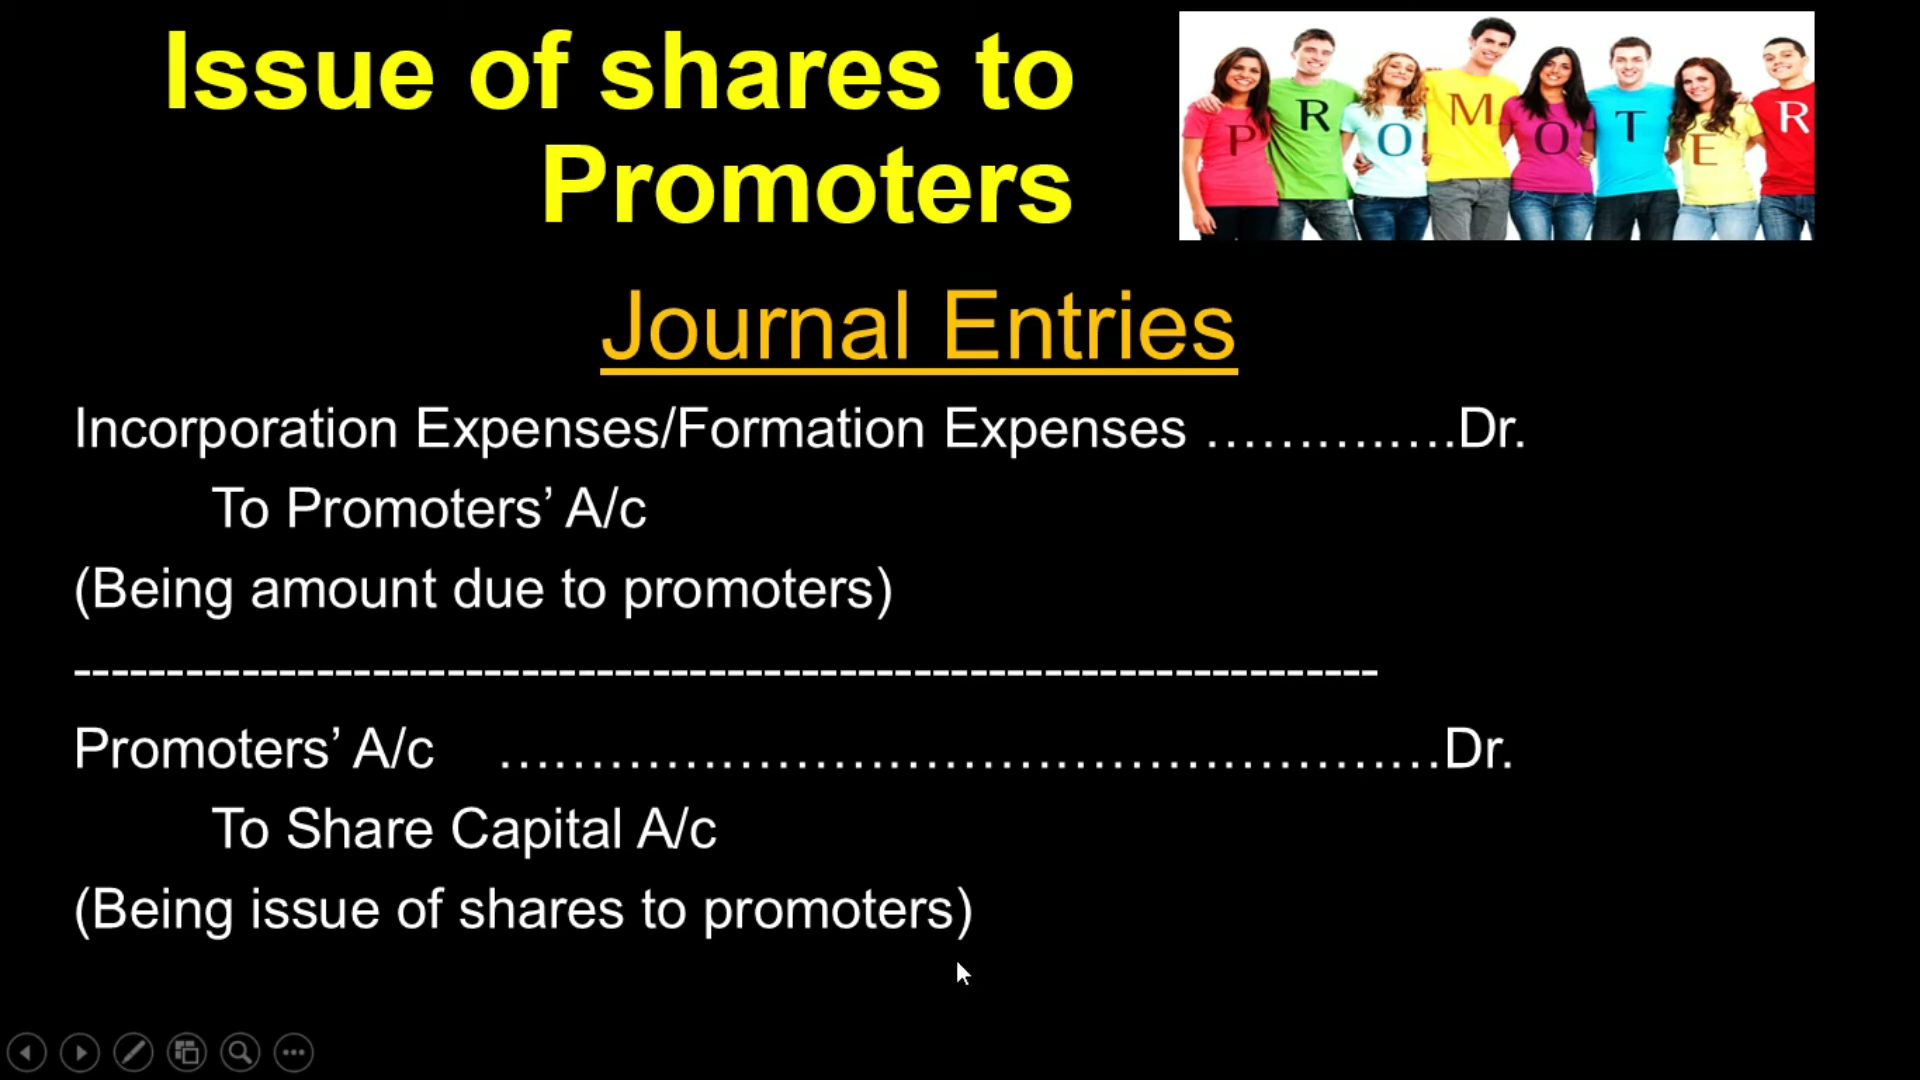 Issue of shares to
Promoters
P R O M O T E R
Journal Entries
Incorporation Expenses/Formation Expenses …………..Dr.
To Promoters’ A/c
(Being amount due to promoters)
----------------------------------------------------------------------
Promoters’ A/c ……………………………………………Dr.
To Share Capital A/c
(Being issue of shares to promoters)